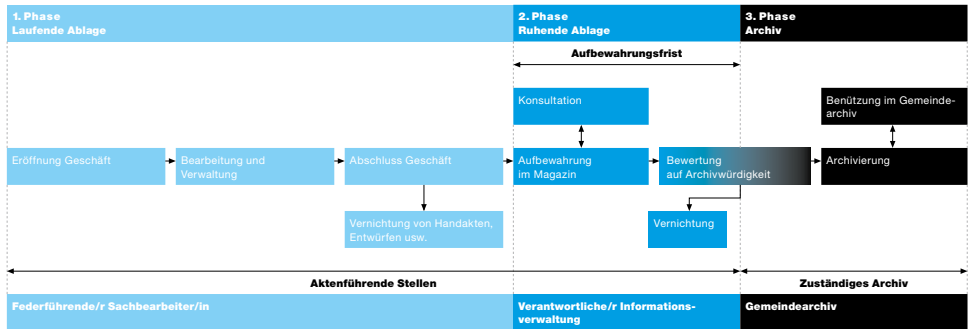 1. Phase
Laufende Ablage
2. Phase
Ruhende Ablage
3. Phase
Archiv
Aufbewahrungsfrist
Konsultation
Benützung im Gemeinde-
archiv
Eröffnung Geschäft
Bearbeitung und
Verwaltung
Abschluss Geschäft
Aufbewahrung
im Magazin
Bewertung
auf Archivwürdigkeit
Archivierung
Vernichtung von Handakten,
Entwürfen usw.
Vernichtung
Aktenführende Stellen
Zuständiges Archiv
Federführende/r Sachbearbeiter/in
Verantwortliche/r Informations-
verwaltung
Gemeindearchiv